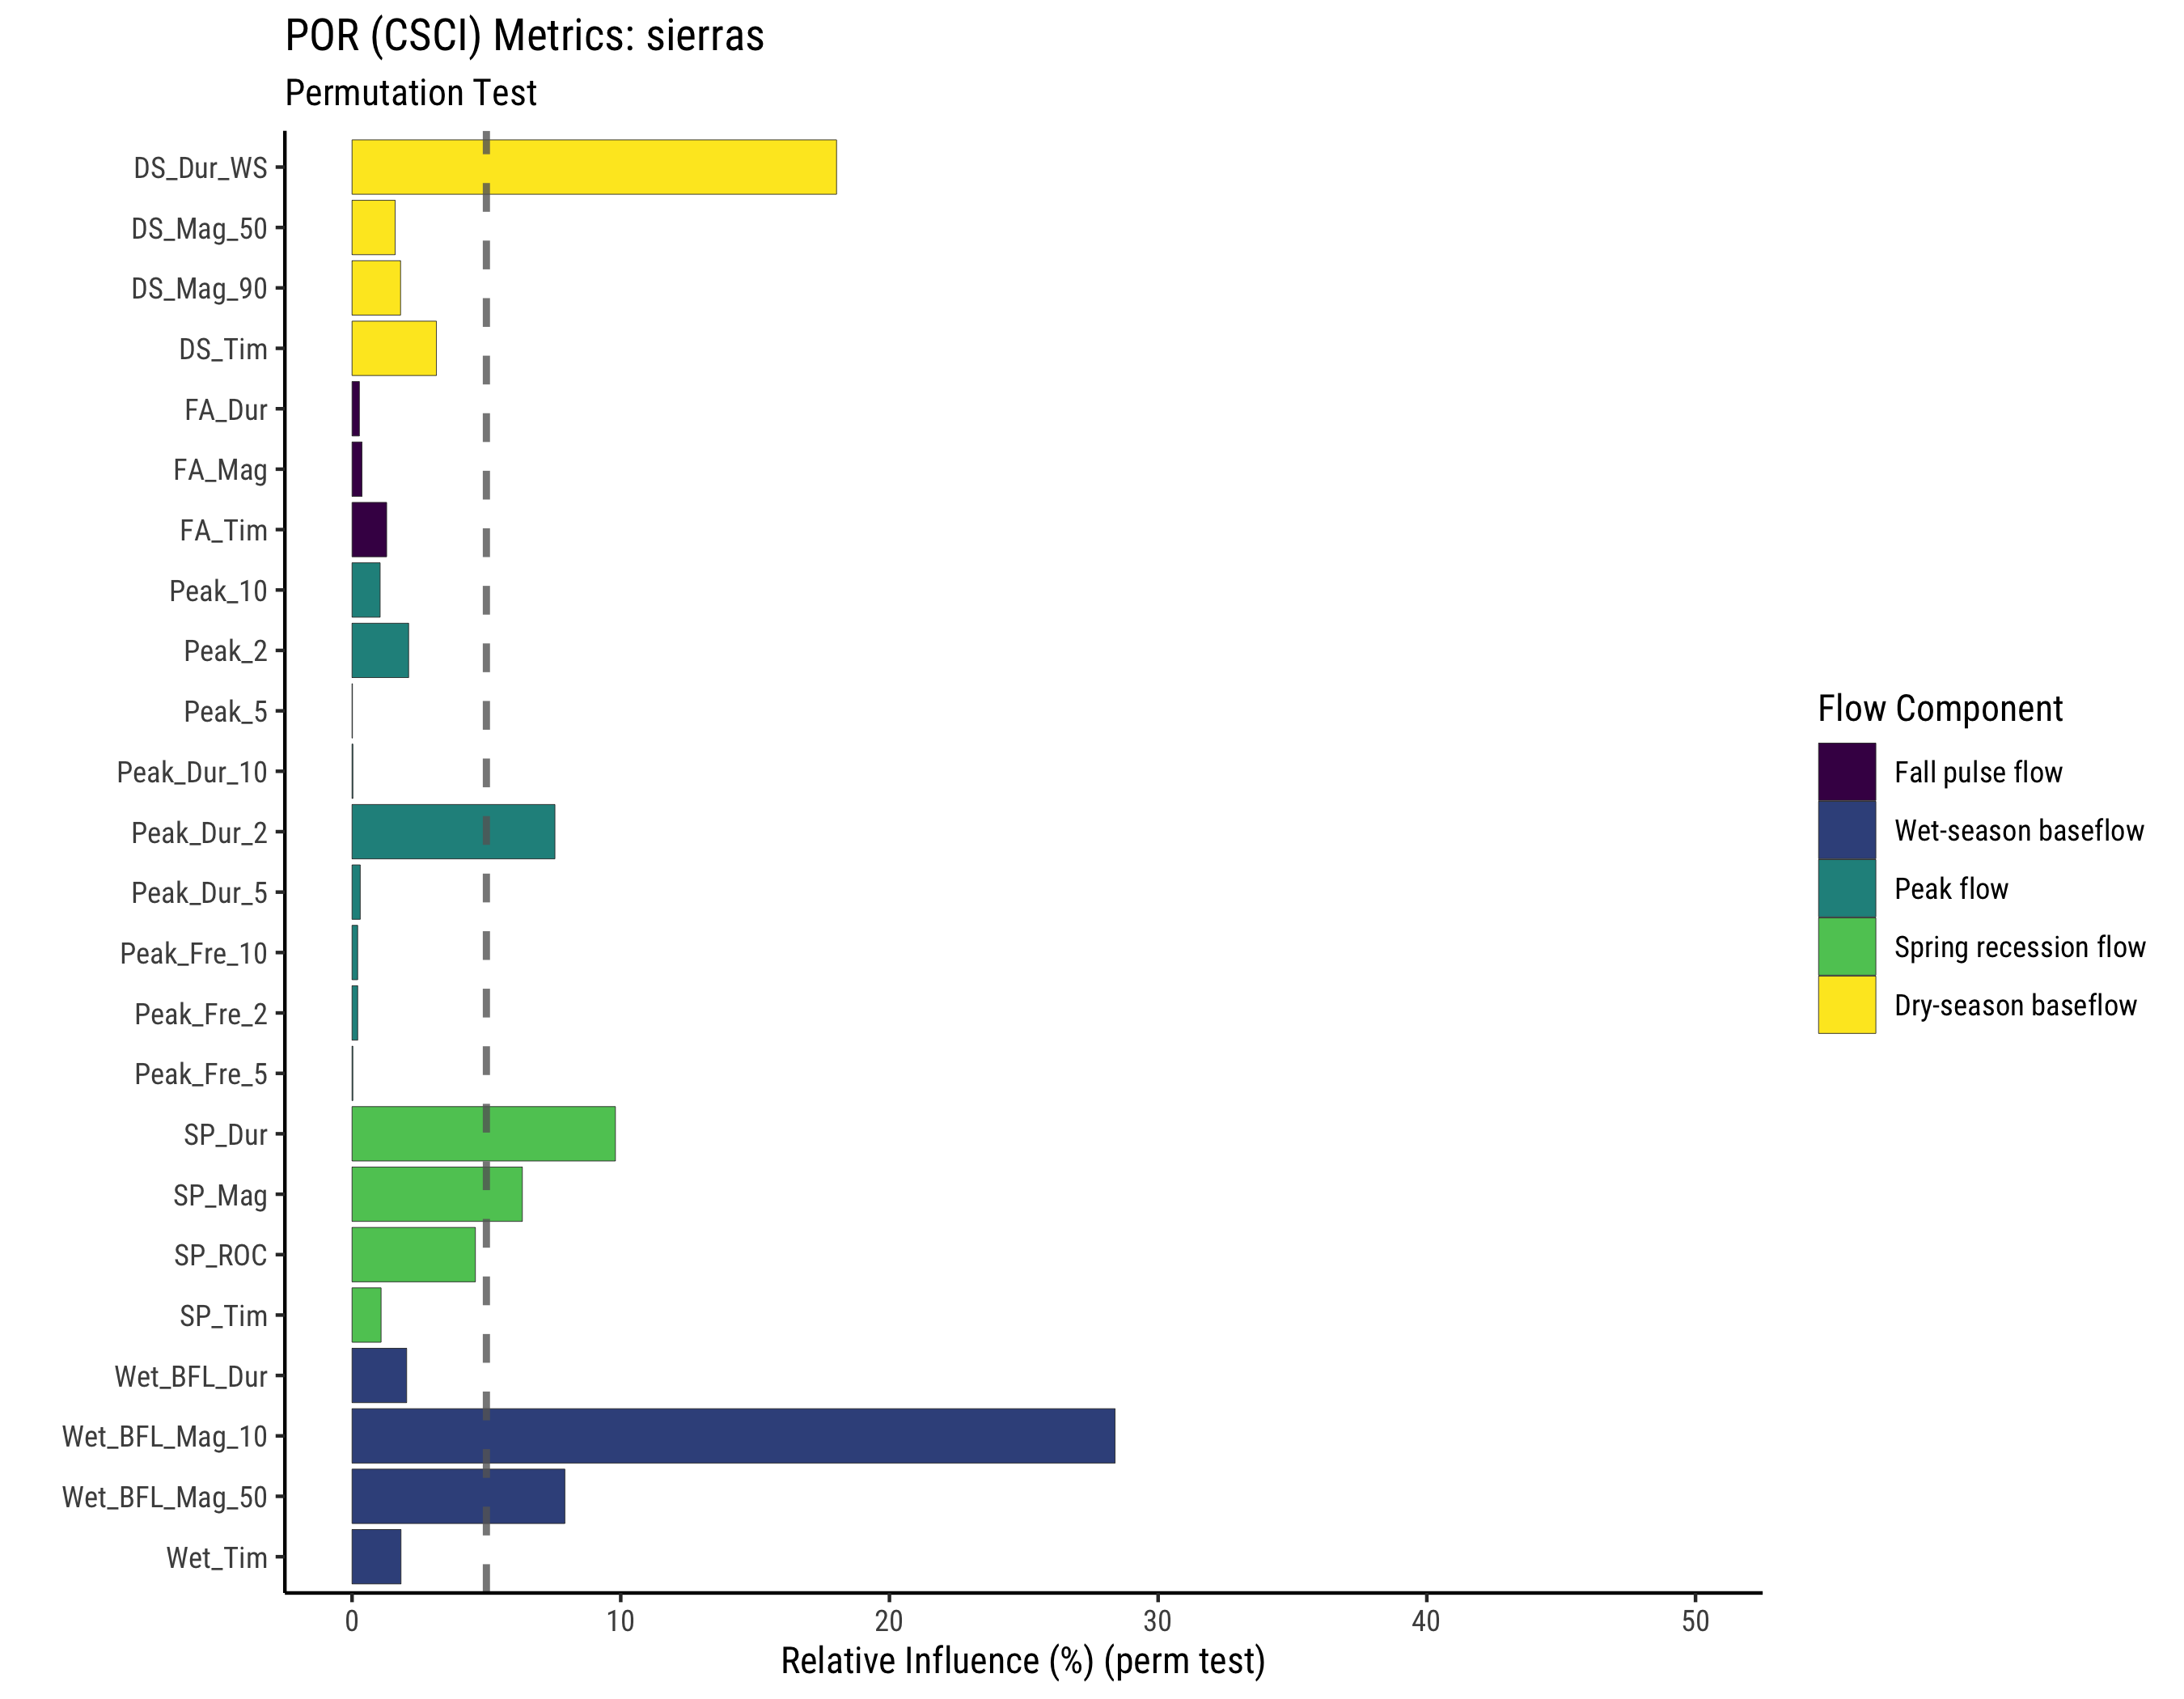 POR (CSCI) Metrics: sierras
Permutation Test
DS_Dur_WS
DS_Mag_50
DS_Mag_90
DS_Tim
FA_Dur
FA_Mag
FA_Tim
Peak_10
Peak_2
Peak_5
Peak_Dur_10
Peak_Dur_2
Peak_Dur_5
Peak_Fre_10
Peak_Fre_2
Peak_Fre_5
SP_Dur
SP_Mag
SP_ROC
SP_Tim
Wet_BFL_Dur
Wet_BFL_Mag_10
Wet_BFL_Mag_50
Wet_Tim
0 10 20 30 40 50
Relative Influence (%) (perm test)
Flow Component
Fall pulse flow
Wet-season baseflow
Peak flow
Spring recession flow
Dry-season baseflow